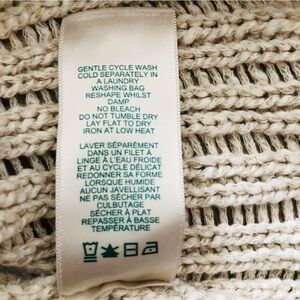 GENTLE CYCLE WASH
COLD SEPARATELY IN
A LAUNDRY
WASHING BAG
RESHAPE WHILST
DAMP
NO BLEACH
DO NOT TUMBLE DRY
LAY FLAT TO DRY
IRON AT LOW HEAT
LAVER SÉPARÉMENT
DANS UN FILET À
LINGE À L'EAU FROIDE
ET AU CYCLE DÉLICAT
REDONNER SA FORME
LORSQUE HUMIDE
AUCUN JAVELLISANT
NE PAS SÉCHER PAR
CULBUTAGE
SÉCHER À PLAT
REPASSER À BASSE
TEMPÉRATURE